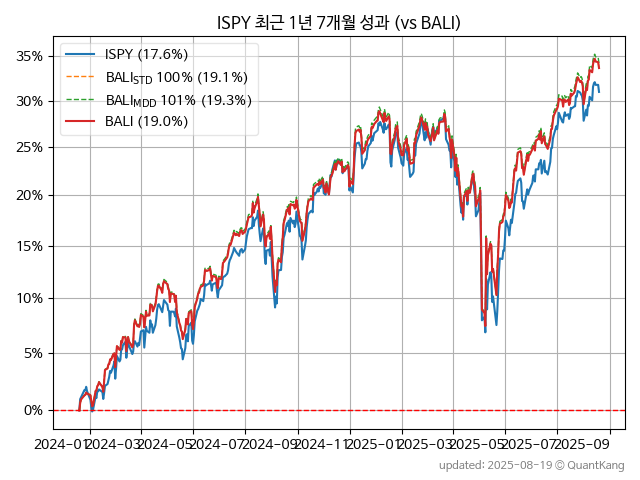 ISPY 최근 1년 7개월 성과 (vs BALI)
ISPY (17.6%)
BALI_STD 100% (19.1%)
BALI_MDD 101% (19.3%)
BALI (19.0%)
35%
30%
25%
20%
15%
10%
5%
0%
2024-01 2024-03 2024-05 2024-07 2024-09 2024-11 2025-01 2025-03 2025-05 2025-07 2025-09
updated: 2025-08-19 © QuantKang